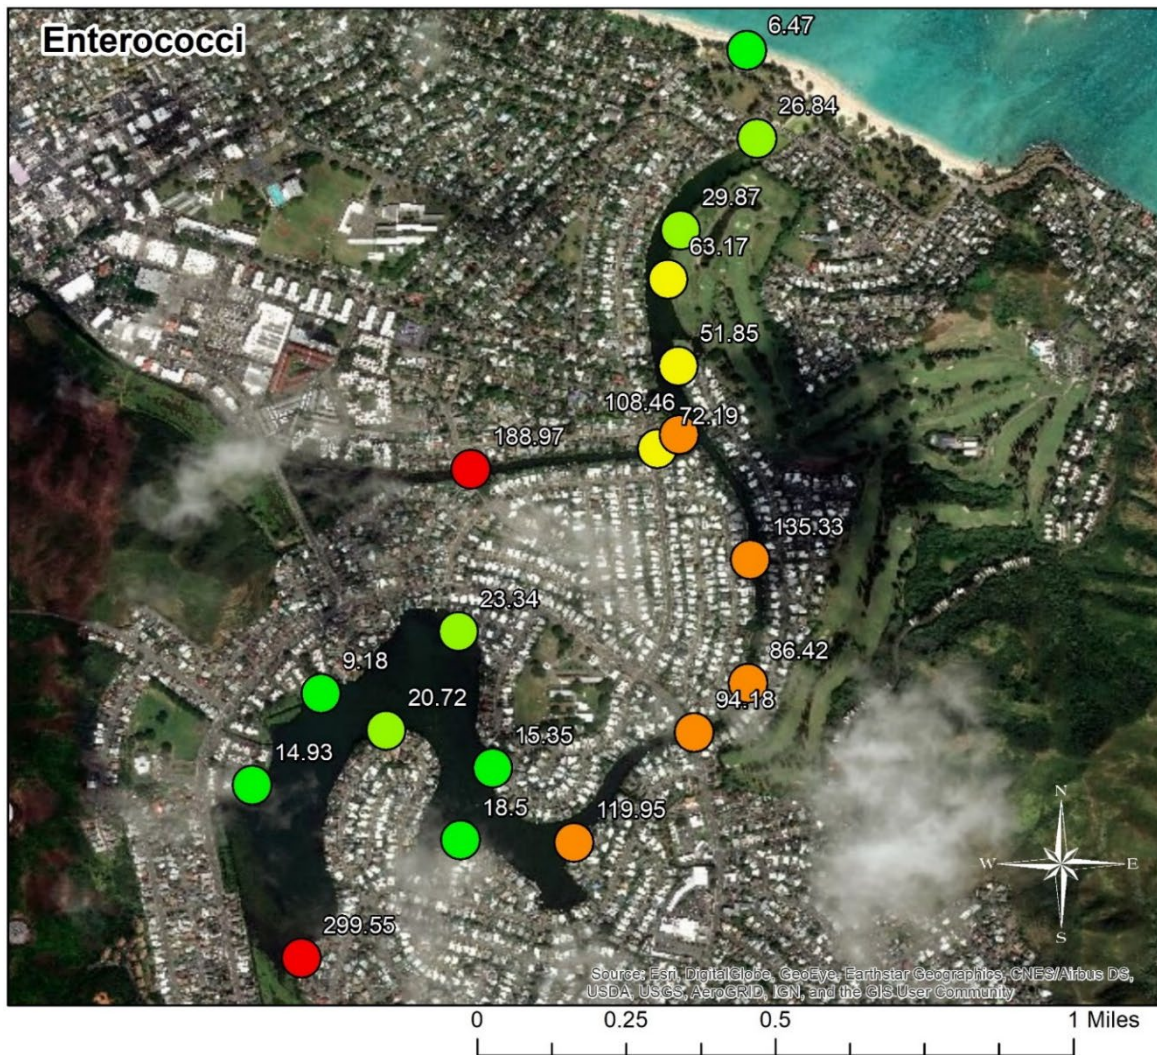 Enterococci
6.47
26.84
29.87
63.17
51.85
108.46
72.19
188.97
135.33
23.34
86.42
9.18
94.18
20.72
15.35
14.93
18.5
119.95
299.55
N
W E
S
Source: Esri, DigitalGlobe, GeoEye, Earthstar Geographics, CNES/Airbus DS,
USDA, USGS, AeroGRID, IGN, and the GIS User Community
0 0.25 0.5 1 Miles